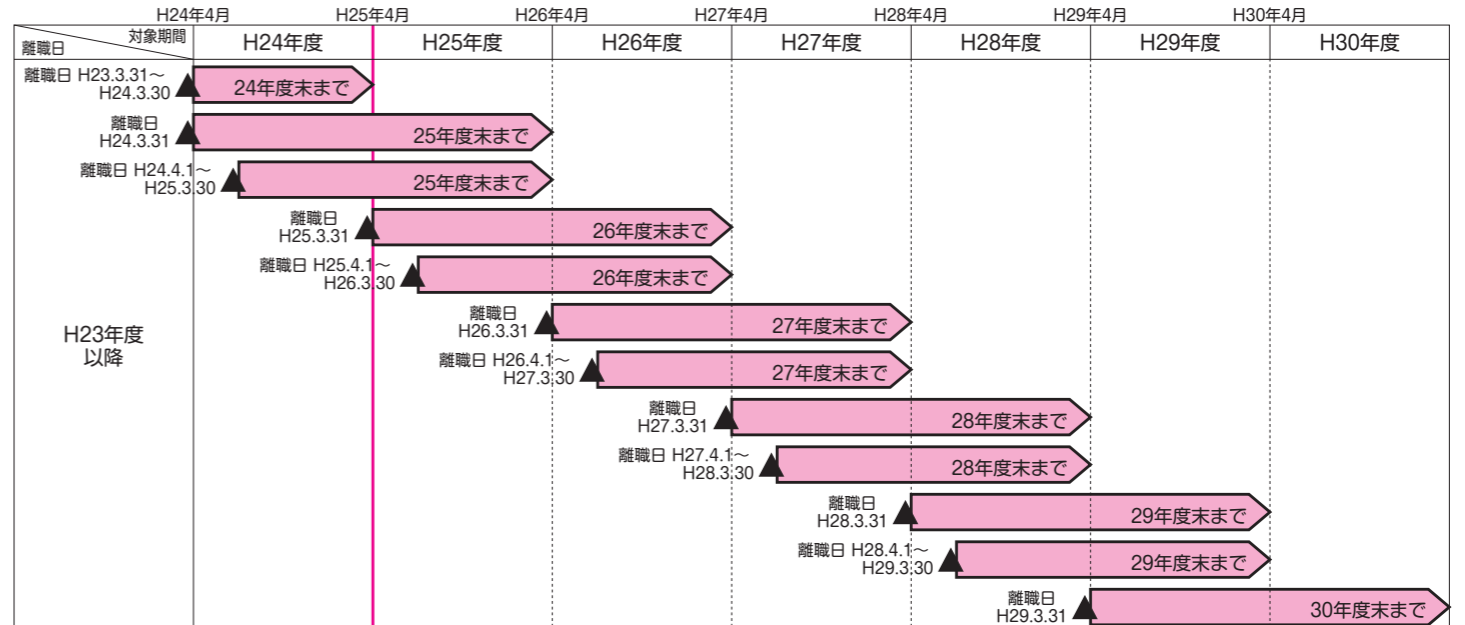 H24年4月 H25年4月 H26年4月 H27年4月 H28年4月 H29年4月 H30年4月
対象期間
離職日
H24年度 H25年度 H26年度 H27年度 H28年度 H29年度 H30年度
離職日 H23.3.31～
H24.3.30
24年度末まで
離職日
H24.3.31
25年度末まで
離職日 H24.4.1～
H25.3.30
25年度末まで
離職日
H25.3.31
26年度末まで
離職日 H25.4.1～
H26.3.30
26年度末まで
H23年度
以降
離職日
H26.3.31
27年度末まで
離職日 H26.4.1～
H27.3.30
27年度末まで
離職日
H27.3.31
28年度末まで
離職日 H27.4.1～
H28.3.30
28年度末まで
離職日
H28.3.31
29年度末まで
離職日 H28.4.1～
H29.3.30
29年度末まで
離職日
H29.3.31
30年度末まで